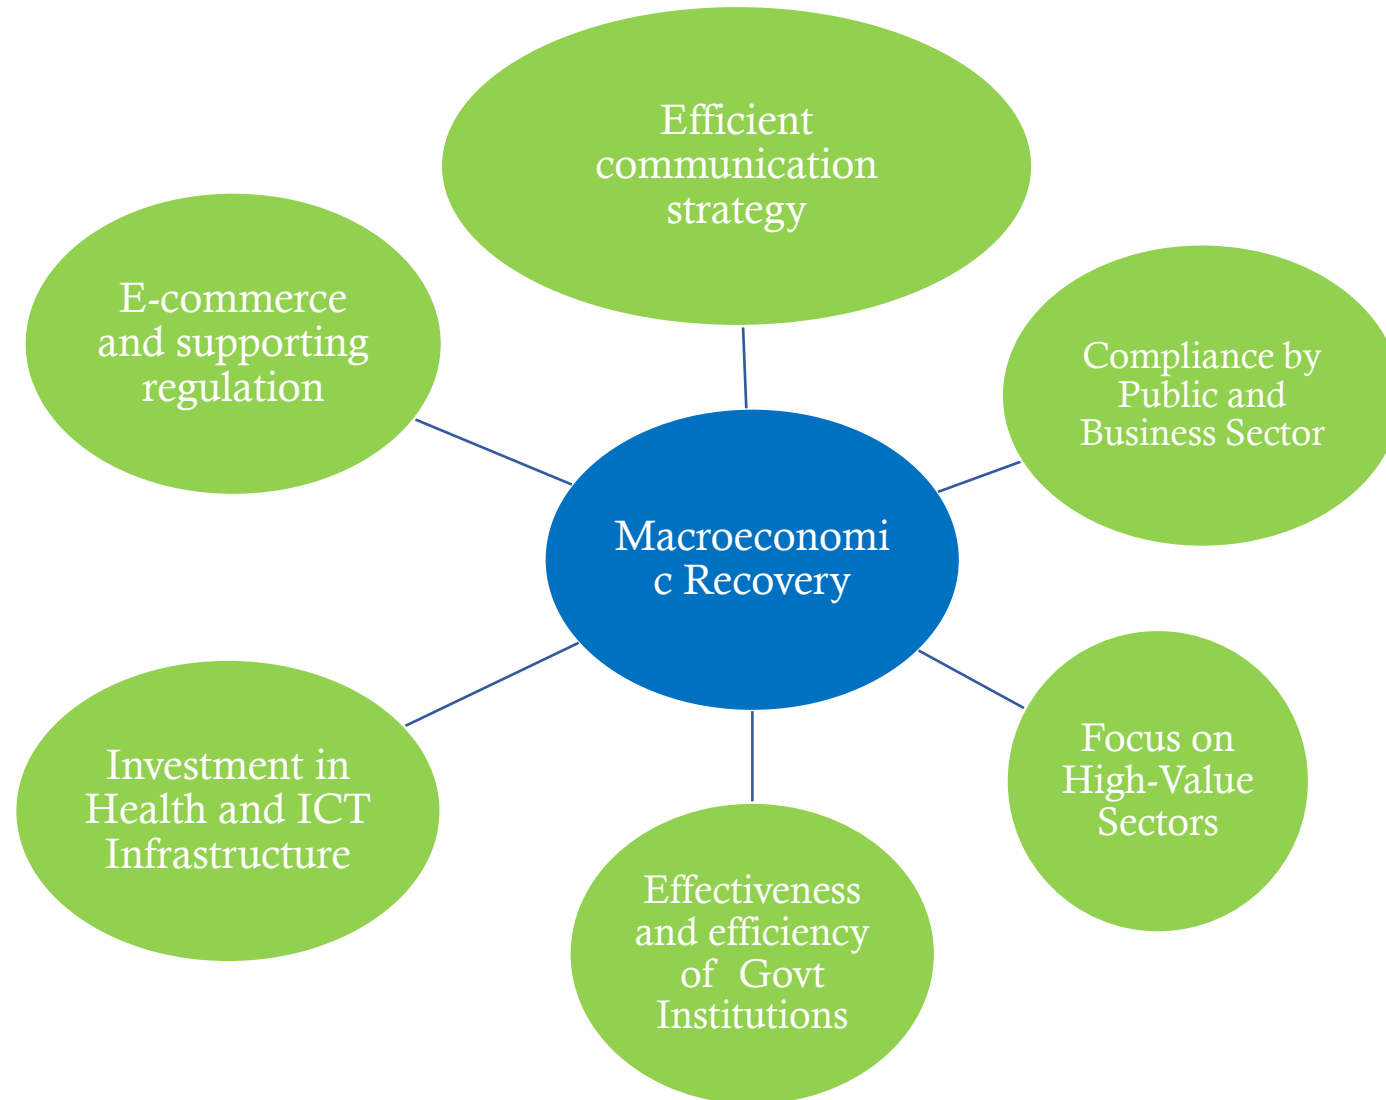 Efficient
communication
strategy
E-commerce
and supporting
regulation
Compliance by
Public and
Business Sector
Macroeconomi
c Recovery
Investment in
Health and ICT
Infrastructure
Focus on
High-Value
Sectors
Effectiveness
and efficiency
of  Govt
Institutions